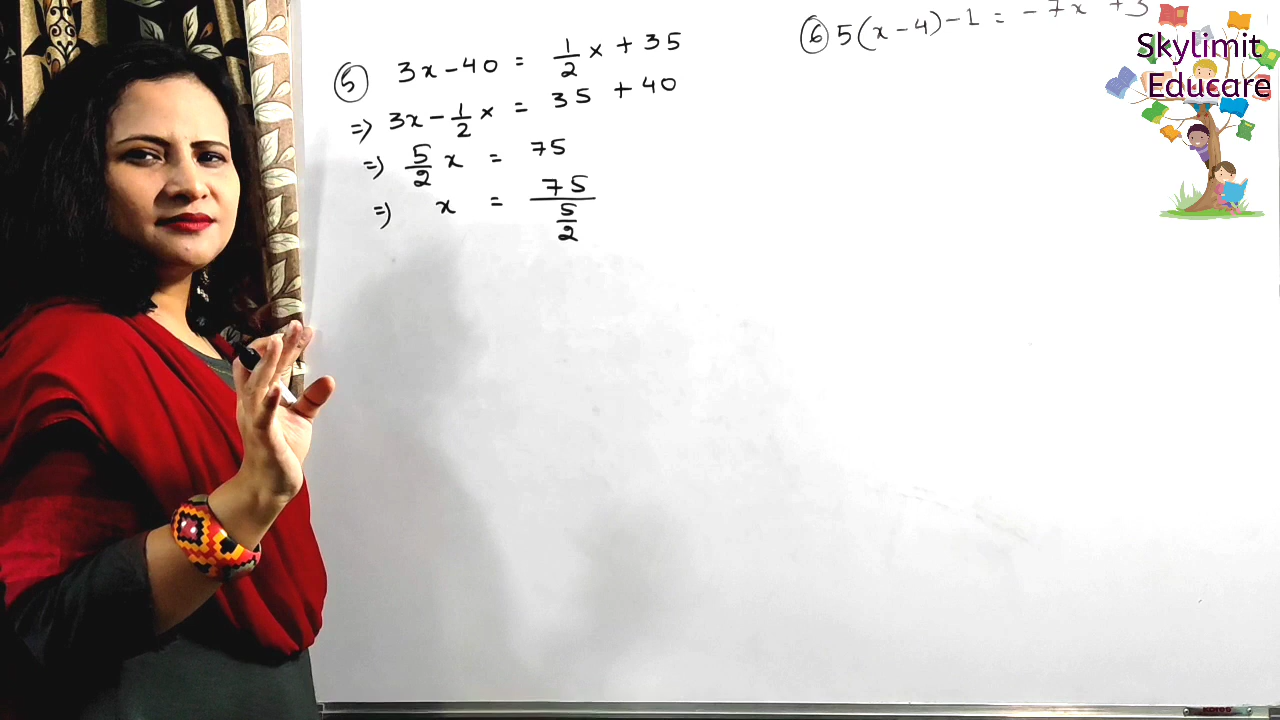 ⑤ 3x - 40 = 1/2 x + 35
=> 3x - 1/2 x = 35 + 40
=> 5/2 x = 75
=> x = 75/(5/2)
⑥ 5(x - 4) - 1 = - 7x + 3
Skylimit
Educare